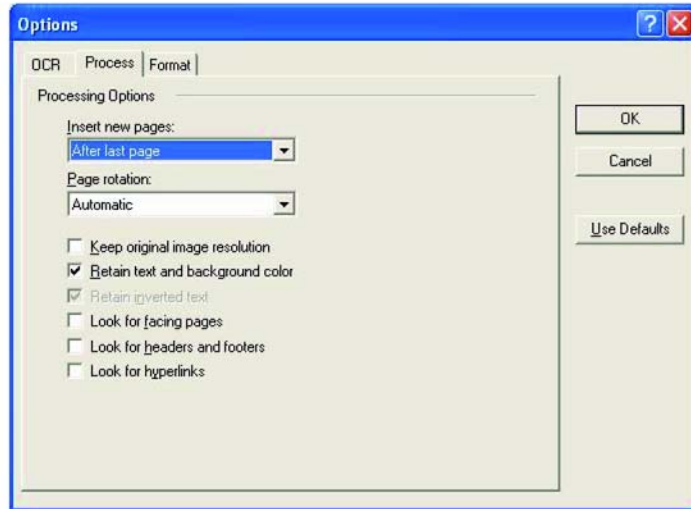 Options
OCR Process Format
Processing Options
Insert new pages:
After last page
Page rotation:
Automatic
Keep original image resolution
Retain text and background color
Retain inverted text
Look for facing pages
Look for headers and footers
Look for hyperlinks
OK
Cancel
Use Defaults